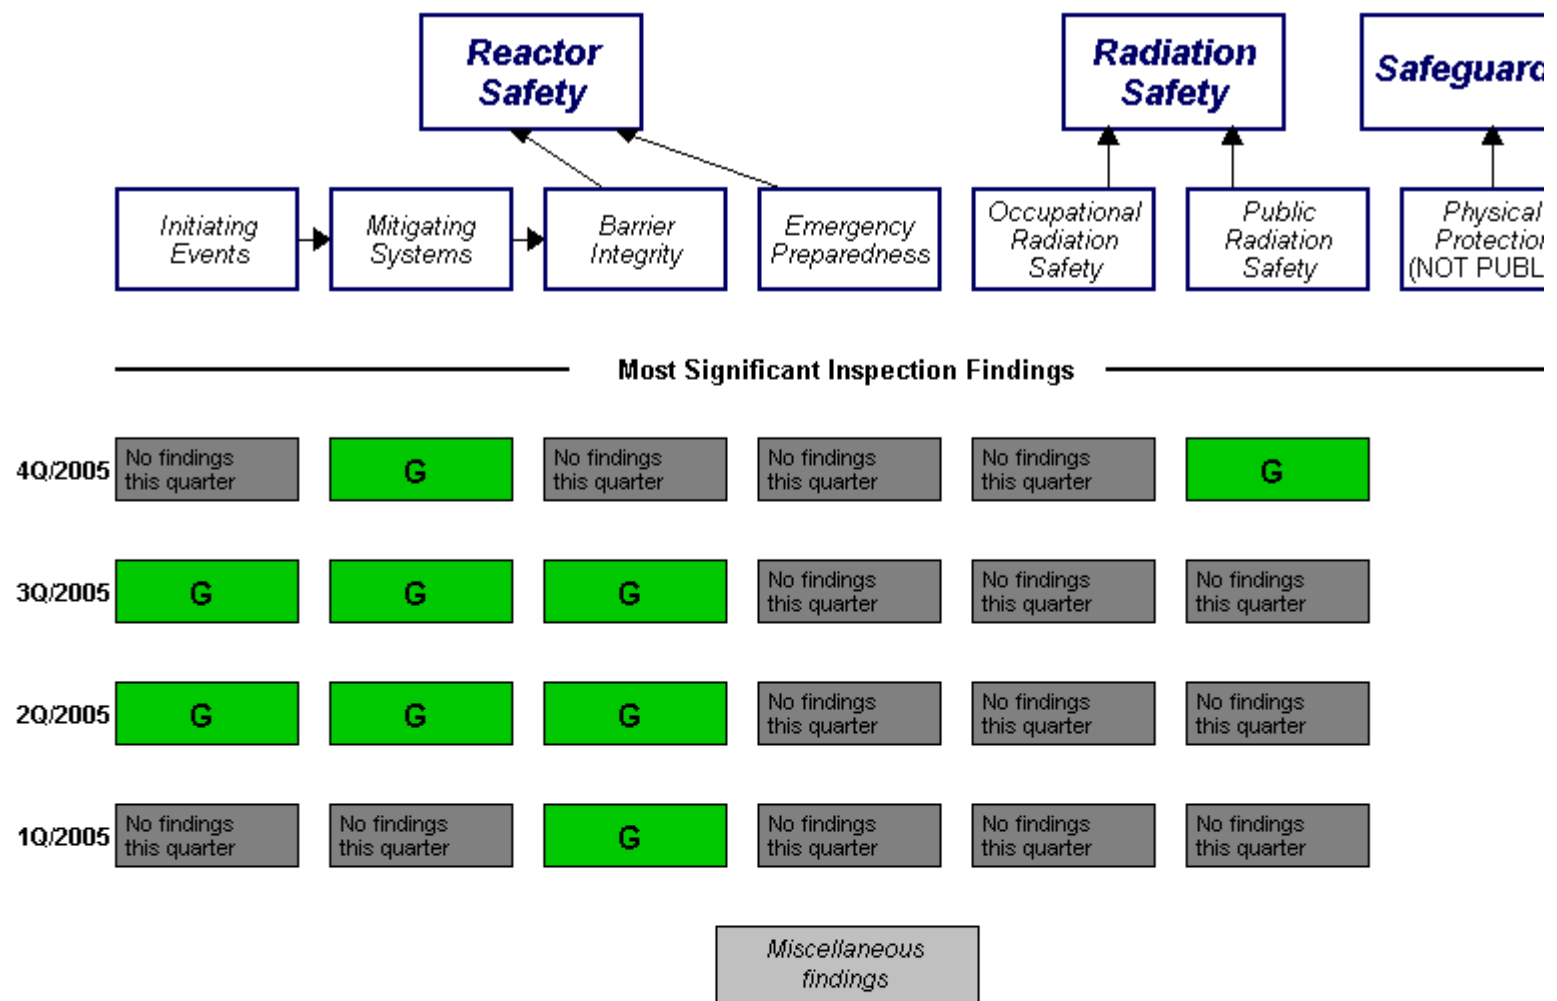 Reactor
Safety
Radiation
Safety
Safeguard
Initiating
Events
Mitigating
Systems
Barrier
Integrity
Emergency
Preparedness
Occupational
Radiation
Safety
Public
Radiation
Safety
Physical
Protection
(NOT PUBL
Most Significant Inspection Findings
4Q/2005
No findings
this quarter
G
No findings
this quarter
No findings
this quarter
No findings
this quarter
G
3Q/2005
G
G
G
No findings
this quarter
No findings
this quarter
No findings
this quarter
2Q/2005
G
G
G
No findings
this quarter
No findings
this quarter
No findings
this quarter
1Q/2005
No findings
this quarter
No findings
this quarter
G
No findings
this quarter
No findings
this quarter
No findings
this quarter
Miscellaneous
findings